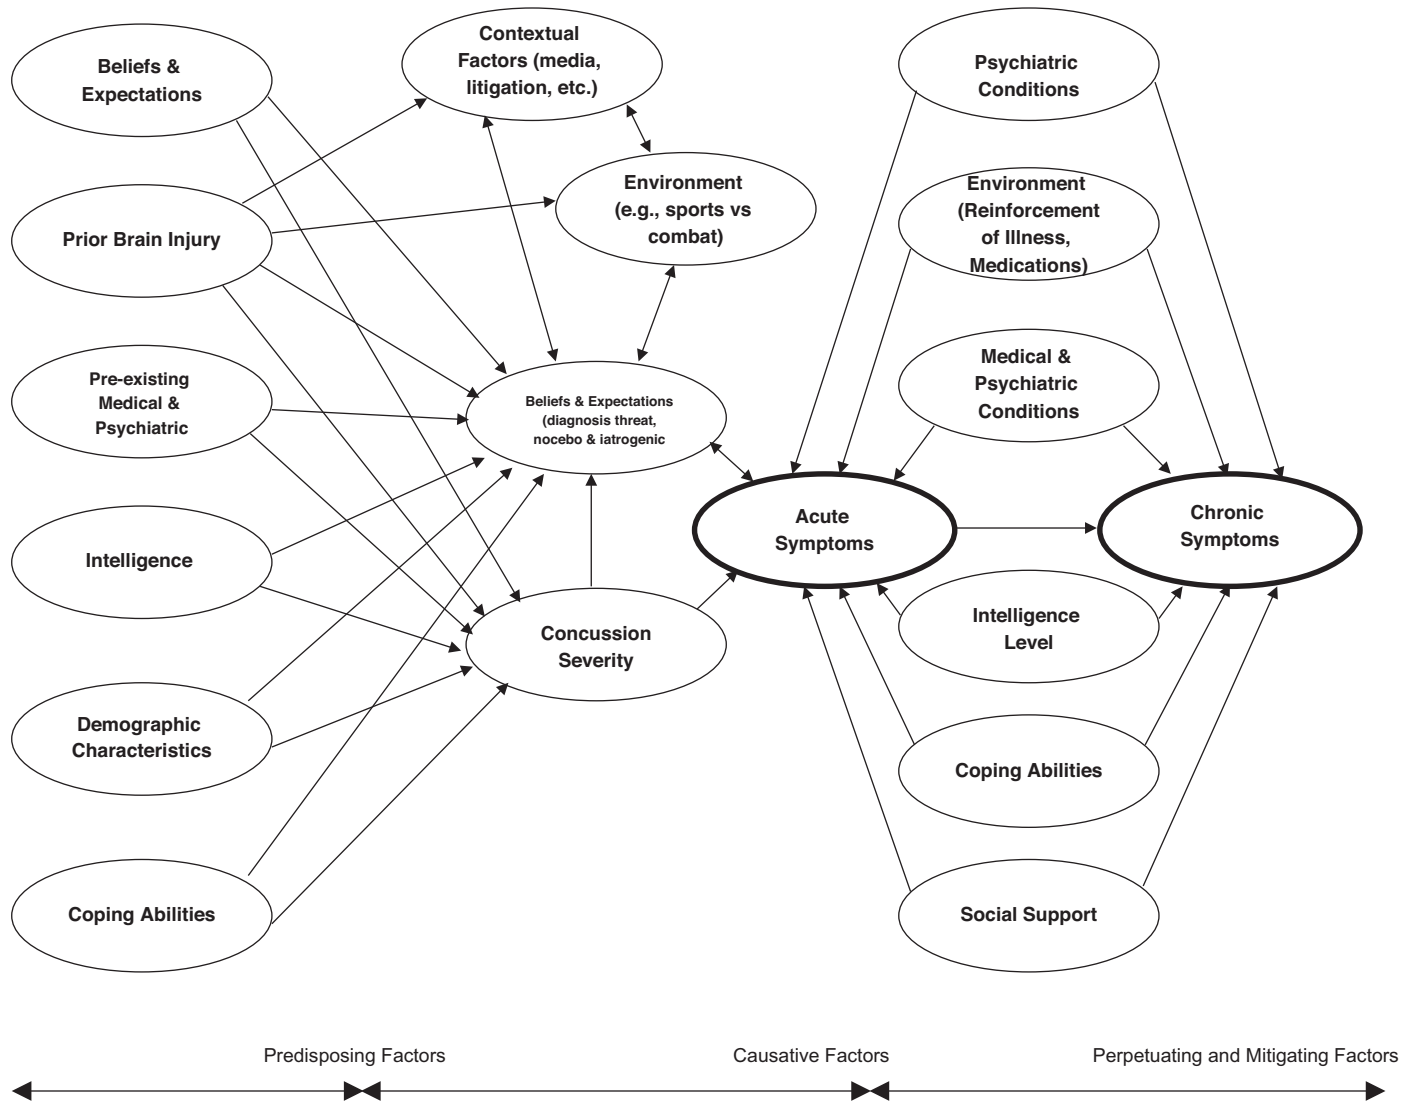 Beliefs &
Expectations
Prior Brain Injury
Pre-existing
Medical &
Psychiatric
Intelligence
Demographic
Characteristics
Coping Abilities
Contextual
Factors (media,
litigation, etc.)
Environment
(e.g., sports vs
combat)
Beliefs & Expectations
(diagnosis threat,
nocebo & iatrogenic
Concussion
Severity
Acute
Symptoms
Psychiatric
Conditions
Environment
(Reinforcement
of Illness,
Medications)
Medical &
Psychiatric
Conditions
Intelligence
Level
Coping Abilities
Social Support
Chronic
Symptoms
Predisposing Factors
Causative Factors
Perpetuating and Mitigating Factors